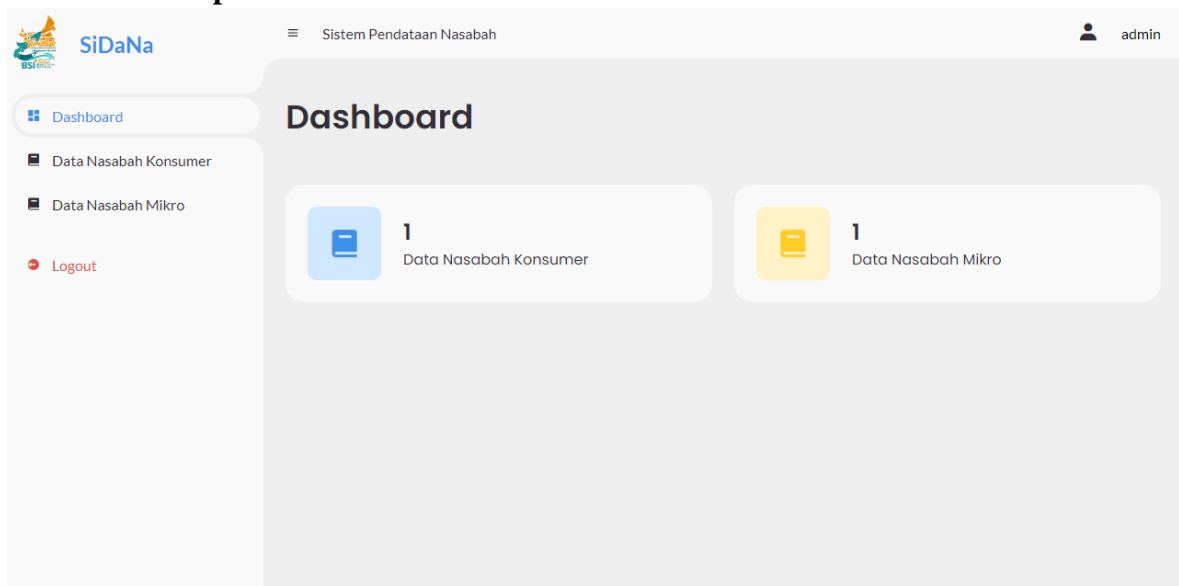 SiDaNa
BSI
Sistem Pendataan Nasabah
admin
Dashboard
Data Nasabah Konsumer
Data Nasabah Mikro
Logout
Dashboard
1
Data Nasabah Konsumer
1
Data Nasabah Mikro